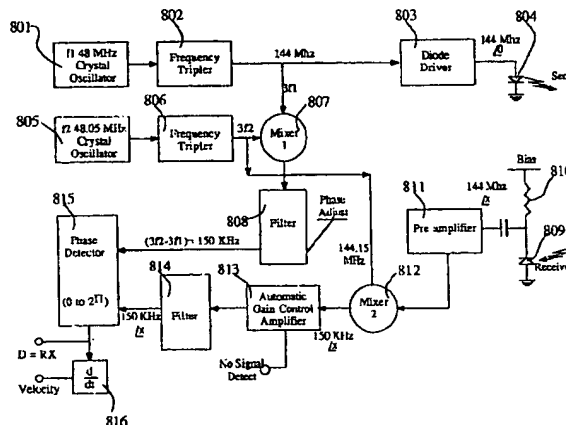 801
f1 48 MHz
Crystal
Oscillator
802
Frequency
Tripler
144 Mhz
803
Diode
Driver
144 Mhz
804
3f1
805
f2 48.05 MHz
Crystal
Oscillator
806
Frequency
Tripler
3f2
807
Mixer
1
808
Filter
Phase
Adjust
(3f2-3f1)= 150 KHz
144.15
MHz
Bias
810
811
144 Mhz
/x
Pre amplifier
809
Receive
812
Mixer
2
815
Phase
Detector
(0 to 2Π)
814
Filter
150 KHz
/x
813
Automatic
Gain Control
Amplifier
150 KHz
/x
No Signal
Detect
D = RX
Velocity
d
dt
816